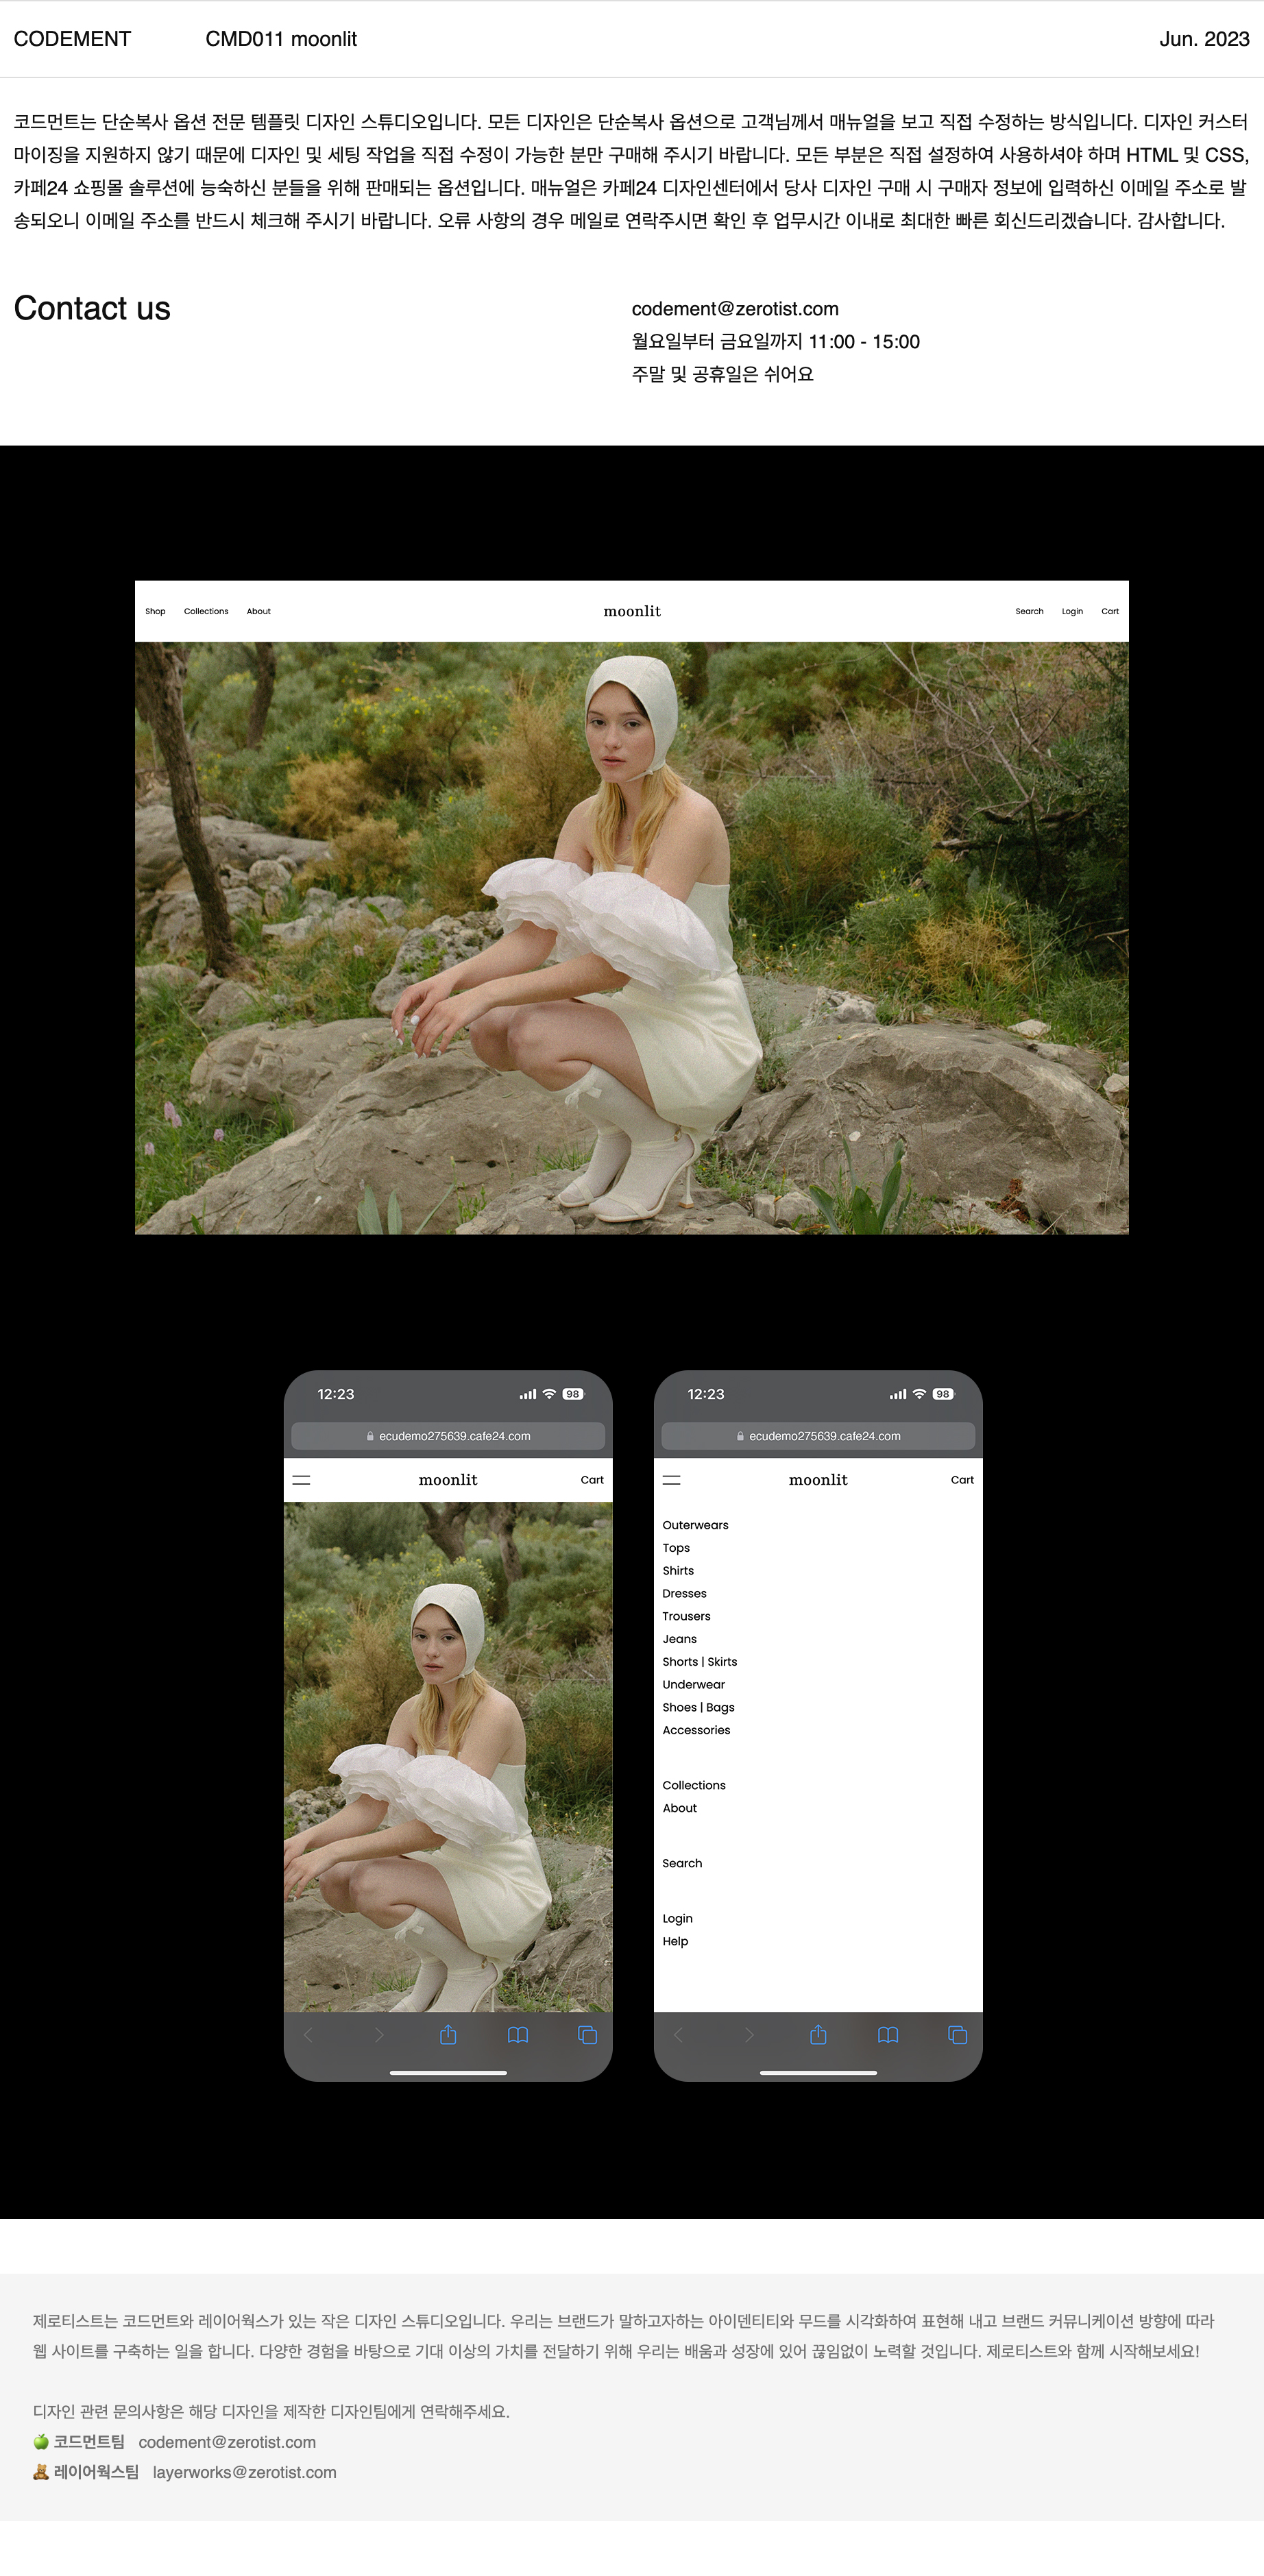 CODEMENT CMD011 moonlit Jun. 2023
코드먼트는 단순복사 옵션 전문 템플릿 디자인 스튜디오입니다. 모든 디자인은 단순복사 옵션으로 고객님께서 매뉴얼을 보고 직접 수정하는 방식입니다. 디자인 커스터
마이징을 지원하지 않기 때문에 디자인 및 세팅 작업을 직접 수정이 가능한 분만 구매해 주시기 바랍니다. 모든 부분은 직접 설정하여 사용하셔야 하며 HTML 및 CSS,
카페24 쇼핑몰 솔루션에 능숙하신 분들을 위해 판매되는 옵션입니다. 매뉴얼은 카페24 디자인센터에서 당사 디자인 구매 시 구매자 정보에 입력하신 이메일 주소로 발
송되오니 이메일 주소를 반드시 체크해 주시기 바랍니다. 오류 사항의 경우 메일로 연락주시면 확인 후 업무시간 이내로 최대한 빠른 회신드리겠습니다. 감사합니다.
Contact us
codement@zerotist.com
월요일부터 금요일까지 11:00 - 15:00
주말 및 공휴일은 쉬어요
Shop Collections About moonlit Search Login Cart
12:23 98
ecudemo275639.cafe24.com
moonlit Cart
12:23 98
ecudemo275639.cafe24.com
moonlit Cart
Outerwears
Tops
Shirts
Dresses
Trousers
Jeans
Shorts | Skirts
Underwear
Shoes | Bags
Accessories
Collections
About
Search
Login
Help
제로티스트는 코드먼트와 레이어웍스가 있는 작은 디자인 스튜디오입니다. 우리는 브랜드가 말하고자하는 아이덴티티와 무드를 시각화하여 표현해 내고 브랜드 커뮤니케이션 방향에 따라
웹 사이트를 구축하는 일을 합니다. 다양한 경험을 바탕으로 기대 이상의 가치를 전달하기 위해 우리는 배움과 성장에 있어 끊임없이 노력할 것입니다. 제로티스트와 함께 시작해보세요!
디자인 관련 문의사항은 해당 디자인을 제작한 디자인팀에게 연락해주세요.
🍏 코드먼트팀 codement@zerotist.com
🧸 레이어웍스팀 layerworks@zerotist.com